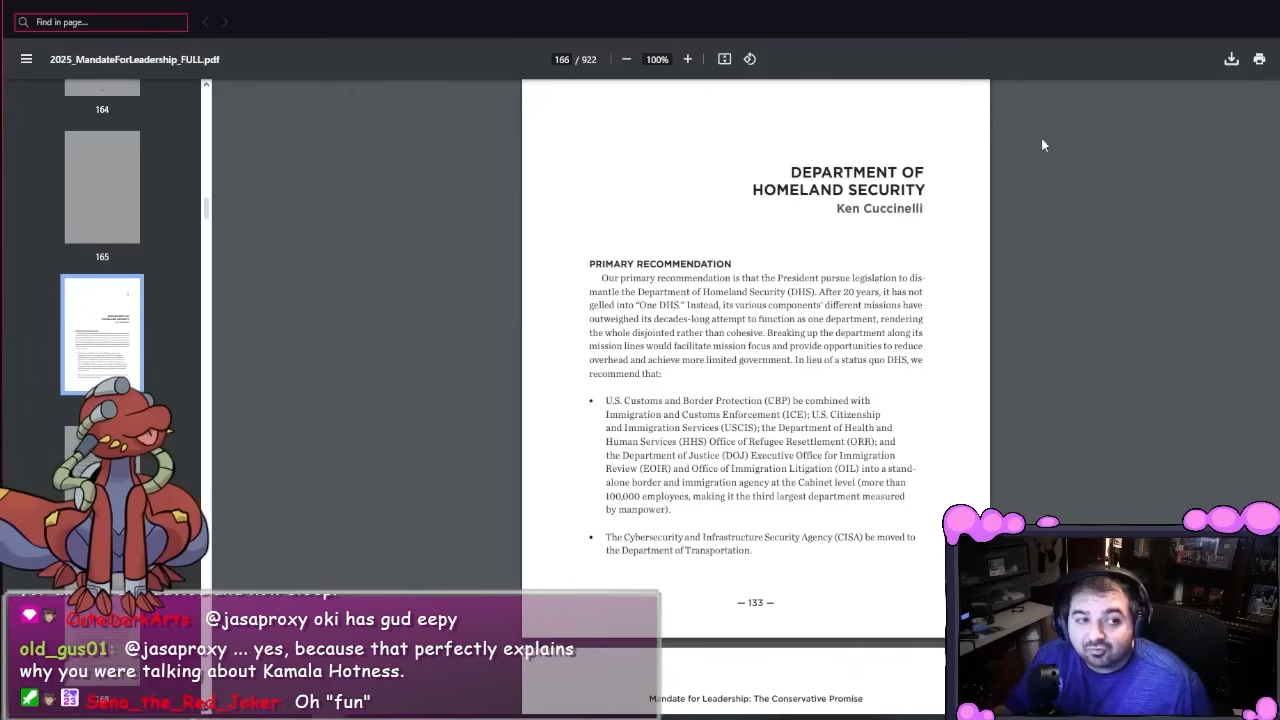 Find in page...
2025_MandateForLeadership_FULL.pdf
166 / 922
100%
164
165
DEPARTMENT OF
HOMELAND SECURITY
Ken Cuccinelli
PRIMARY RECOMMENDATION
Our primary recommendation is that the President pursue legislation to dis-
mantle the Department of Homeland Security (DHS). After 20 years, it has not
gelled into “One DHS.” Instead, its various components’ different missions have
outweighed its decades-long attempt to function as one department, rendering
the whole disjointed rather than cohesive. Breaking up the department along its
mission lines would facilitate mission focus and provide opportunities to reduce
overhead and achieve more limited government. In lieu of a status quo DHS, we
recommend that:
• U.S. Customs and Border Protection (CBP) be combined with
Immigration and Customs Enforcement (ICE); U.S. Citizenship
and Immigration Services (USCIS); the Department of Health and
Human Services (HHS) Office of Refugee Resettlement (ORR); and
the Department of Justice (DOJ) Executive Office for Immigration
Review (EOIR) and Office of Immigration Litigation (OIL) into a stand-
alone border and immigration agency at the Cabinet level (more than
100,000 employees, making it the third largest department measured
by manpower).
• The Cybersecurity and Infrastructure Security Agency (CISA) be moved to
the Department of Transportation.
— 133 —
Mandate for Leadership: The Conservative Promise
CuteDarkArts @jasaproxy oki has gud eepy
old_gus01: @jasaproxy ... yes, because that perfectly explains
why you were talking about Kamala Hotness.
23 Sena_the_Red_Joker Oh "fun"